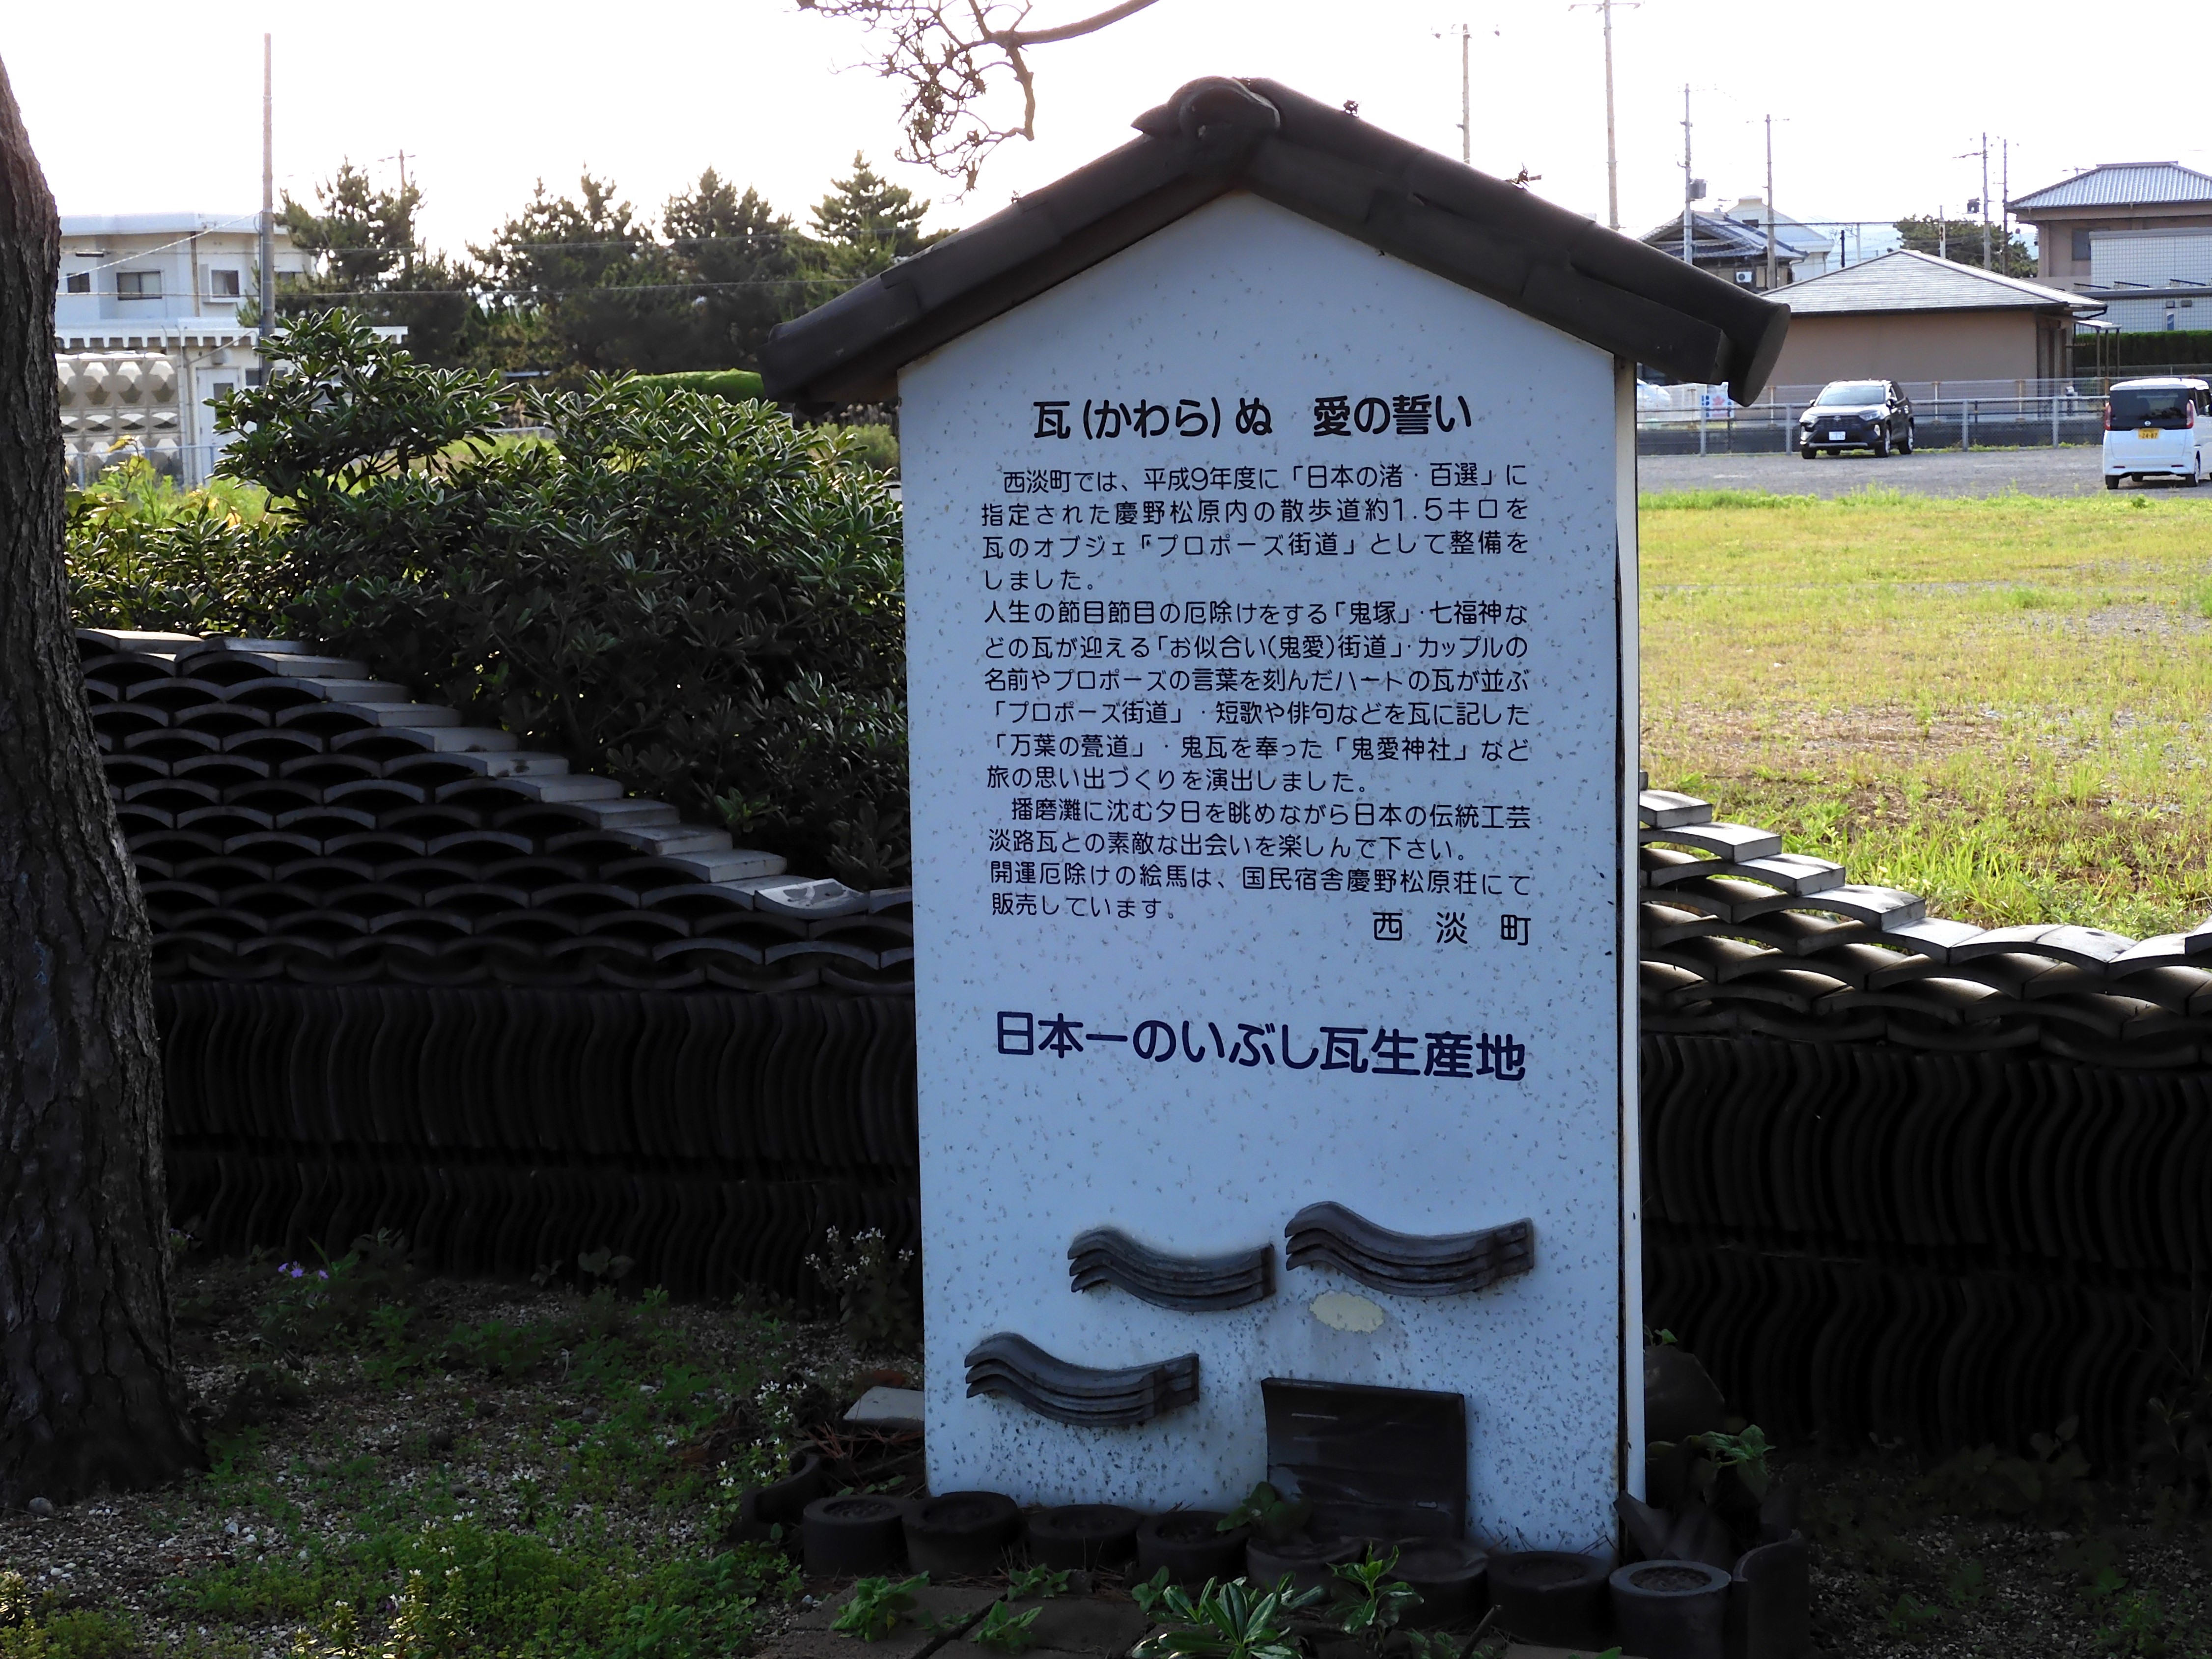 瓦(かわら)ぬ 愛の誓い
西淡町では、平成9年度に「日本の渚・百選」に
指定された慶野松原内の散歩道約1.5キロを
瓦のオブジェ「プロポーズ街道」として整備を
しました。
人生の節目節目の厄除けをする「鬼塚」・七福神な
どの瓦が迎える「お似合い(鬼愛)街道」・カップルの
名前やプロポーズの言葉を刻んだハートの瓦が並ぶ
「プロポーズ街道」・短歌や俳句などを瓦に記した
「万葉の甍道」・鬼瓦を奉った「鬼愛神社」など
旅の思い出づくりを演出しました。
播磨灘に沈む夕日を眺めながら日本の伝統工芸
淡路瓦との素敵な出会いを楽しんで下さい。
開運厄除けの絵馬は、国民宿舎慶野松原荘にて
販売しています。
西淡町
日本一のいぶし瓦生産地